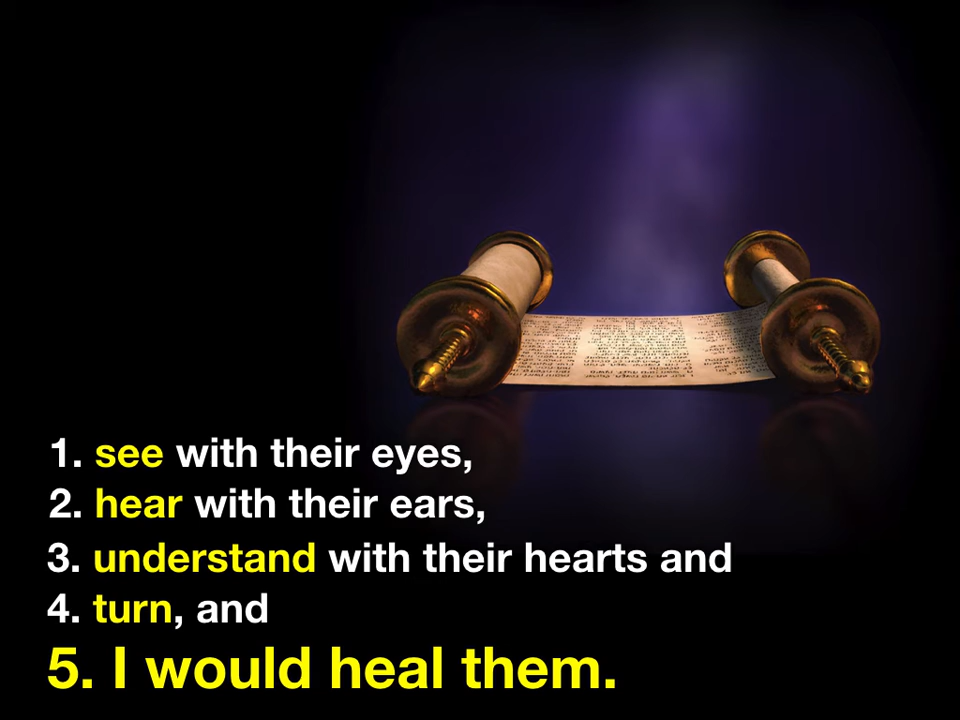 1. see with their eyes,
2. hear with their ears,
3. understand with their hearts and
4. turn, and
5. I would heal them.